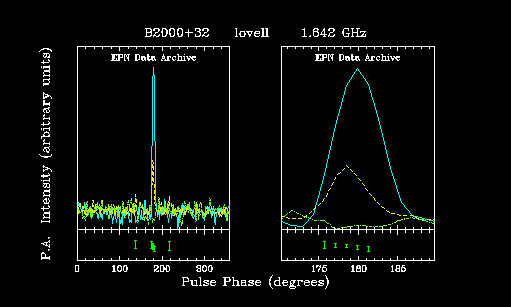 B2000+32 lovell 1.642 GHz
EPN Data Archive EPN Data Archive
P.A. Intensity (arbitrary units)
0 100 200 300 175 180 185
Pulse Phase (degrees)